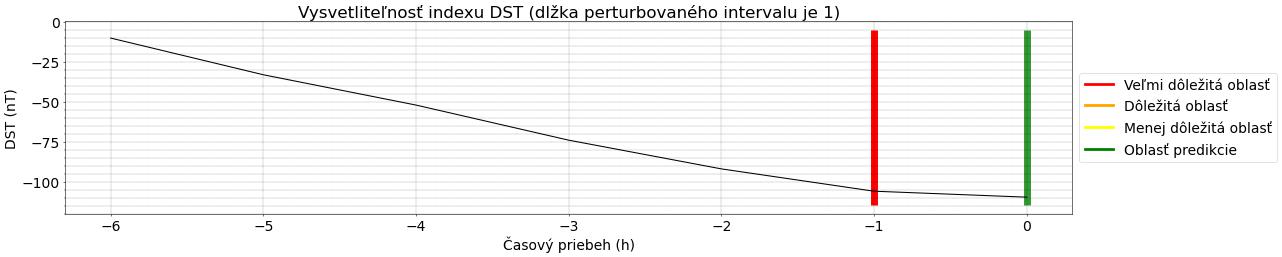 Vysvetliteľnosť indexu DST (dlžka perturbovaného intervalu je 1)
DST (nT)
0
−25
−50
−75
−100
−6 −5 −4 −3 −2 −1 0
Časový priebeh (h)
Veľmi dôležitá oblasť
Dôležitá oblasť
Menej dôležitá oblasť
Oblasť predikcie